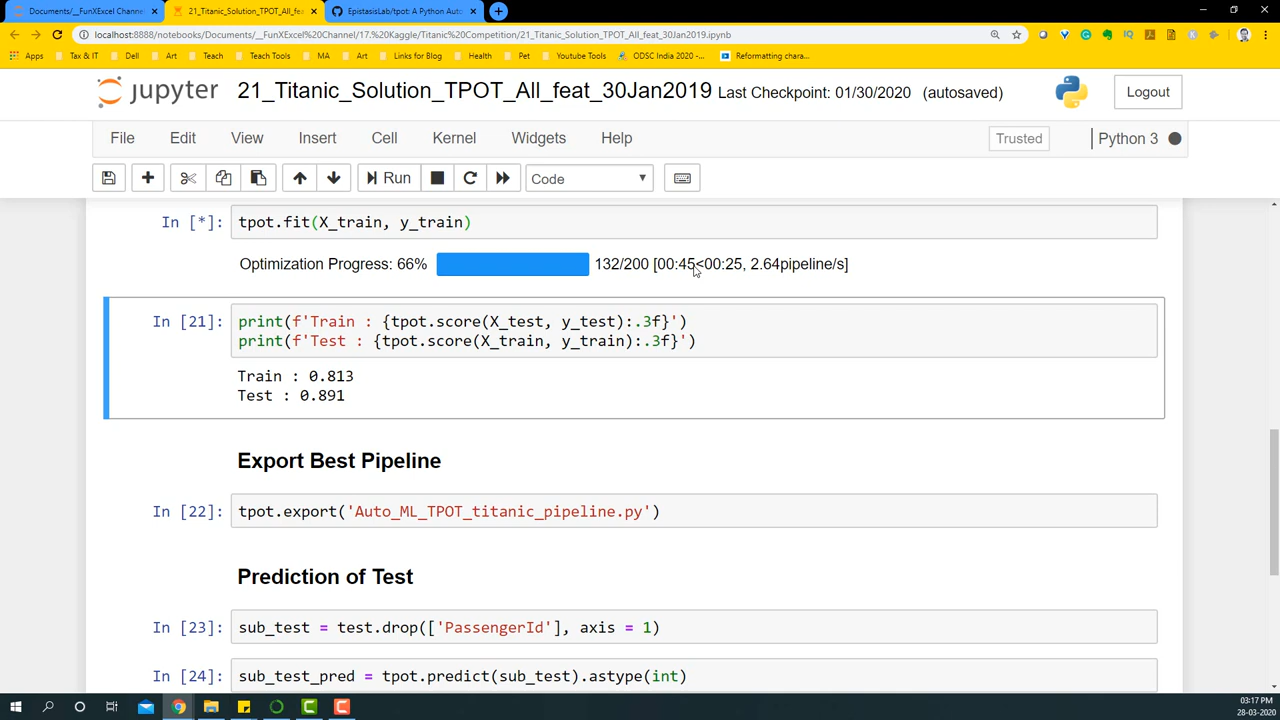 Documents/__FunXExcel Channel/
21_Titanic_Solution_TPOT_All_fea
EpistasisLab/tpot: A Python Auto
localhost:8888/notebooks/Documents/__FunXExcel%20Channel/17.%20Kaggle/Titanic%20Competition/21_Titanic_Solution_TPOT_All_feat_30Jan2019.ipynb
Apps Tax & IT Dell Art Teach Teach Tools MA Art Links for Blog Health Pet Youtube Tools ODSC India 2020 -... Reformatting chara...
jupyter 21_Titanic_Solution_TPOT_All_feat_30Jan2019 Last Checkpoint: 01/30/2020 (autosaved) Logout
File Edit View Insert Cell Kernel Widgets Help Trusted Python 3
Run Code
In [*]: tpot.fit(X_train, y_train)
Optimization Progress: 66% 132/200 [00:45<00:25, 2.64pipeline/s]
In [21]: print(f'Train : {tpot.score(X_test, y_test):.3f}')
print(f'Test : {tpot.score(X_train, y_train):.3f}')
Train : 0.813
Test : 0.891
Export Best Pipeline
In [22]: tpot.export('Auto_ML_TPOT_titanic_pipeline.py')
Prediction of Test
In [23]: sub_test = test.drop(['PassengerId'], axis = 1)
In [24]: sub_test_pred = tpot.predict(sub_test).astype(int)
03:17 PM
28-03-2020